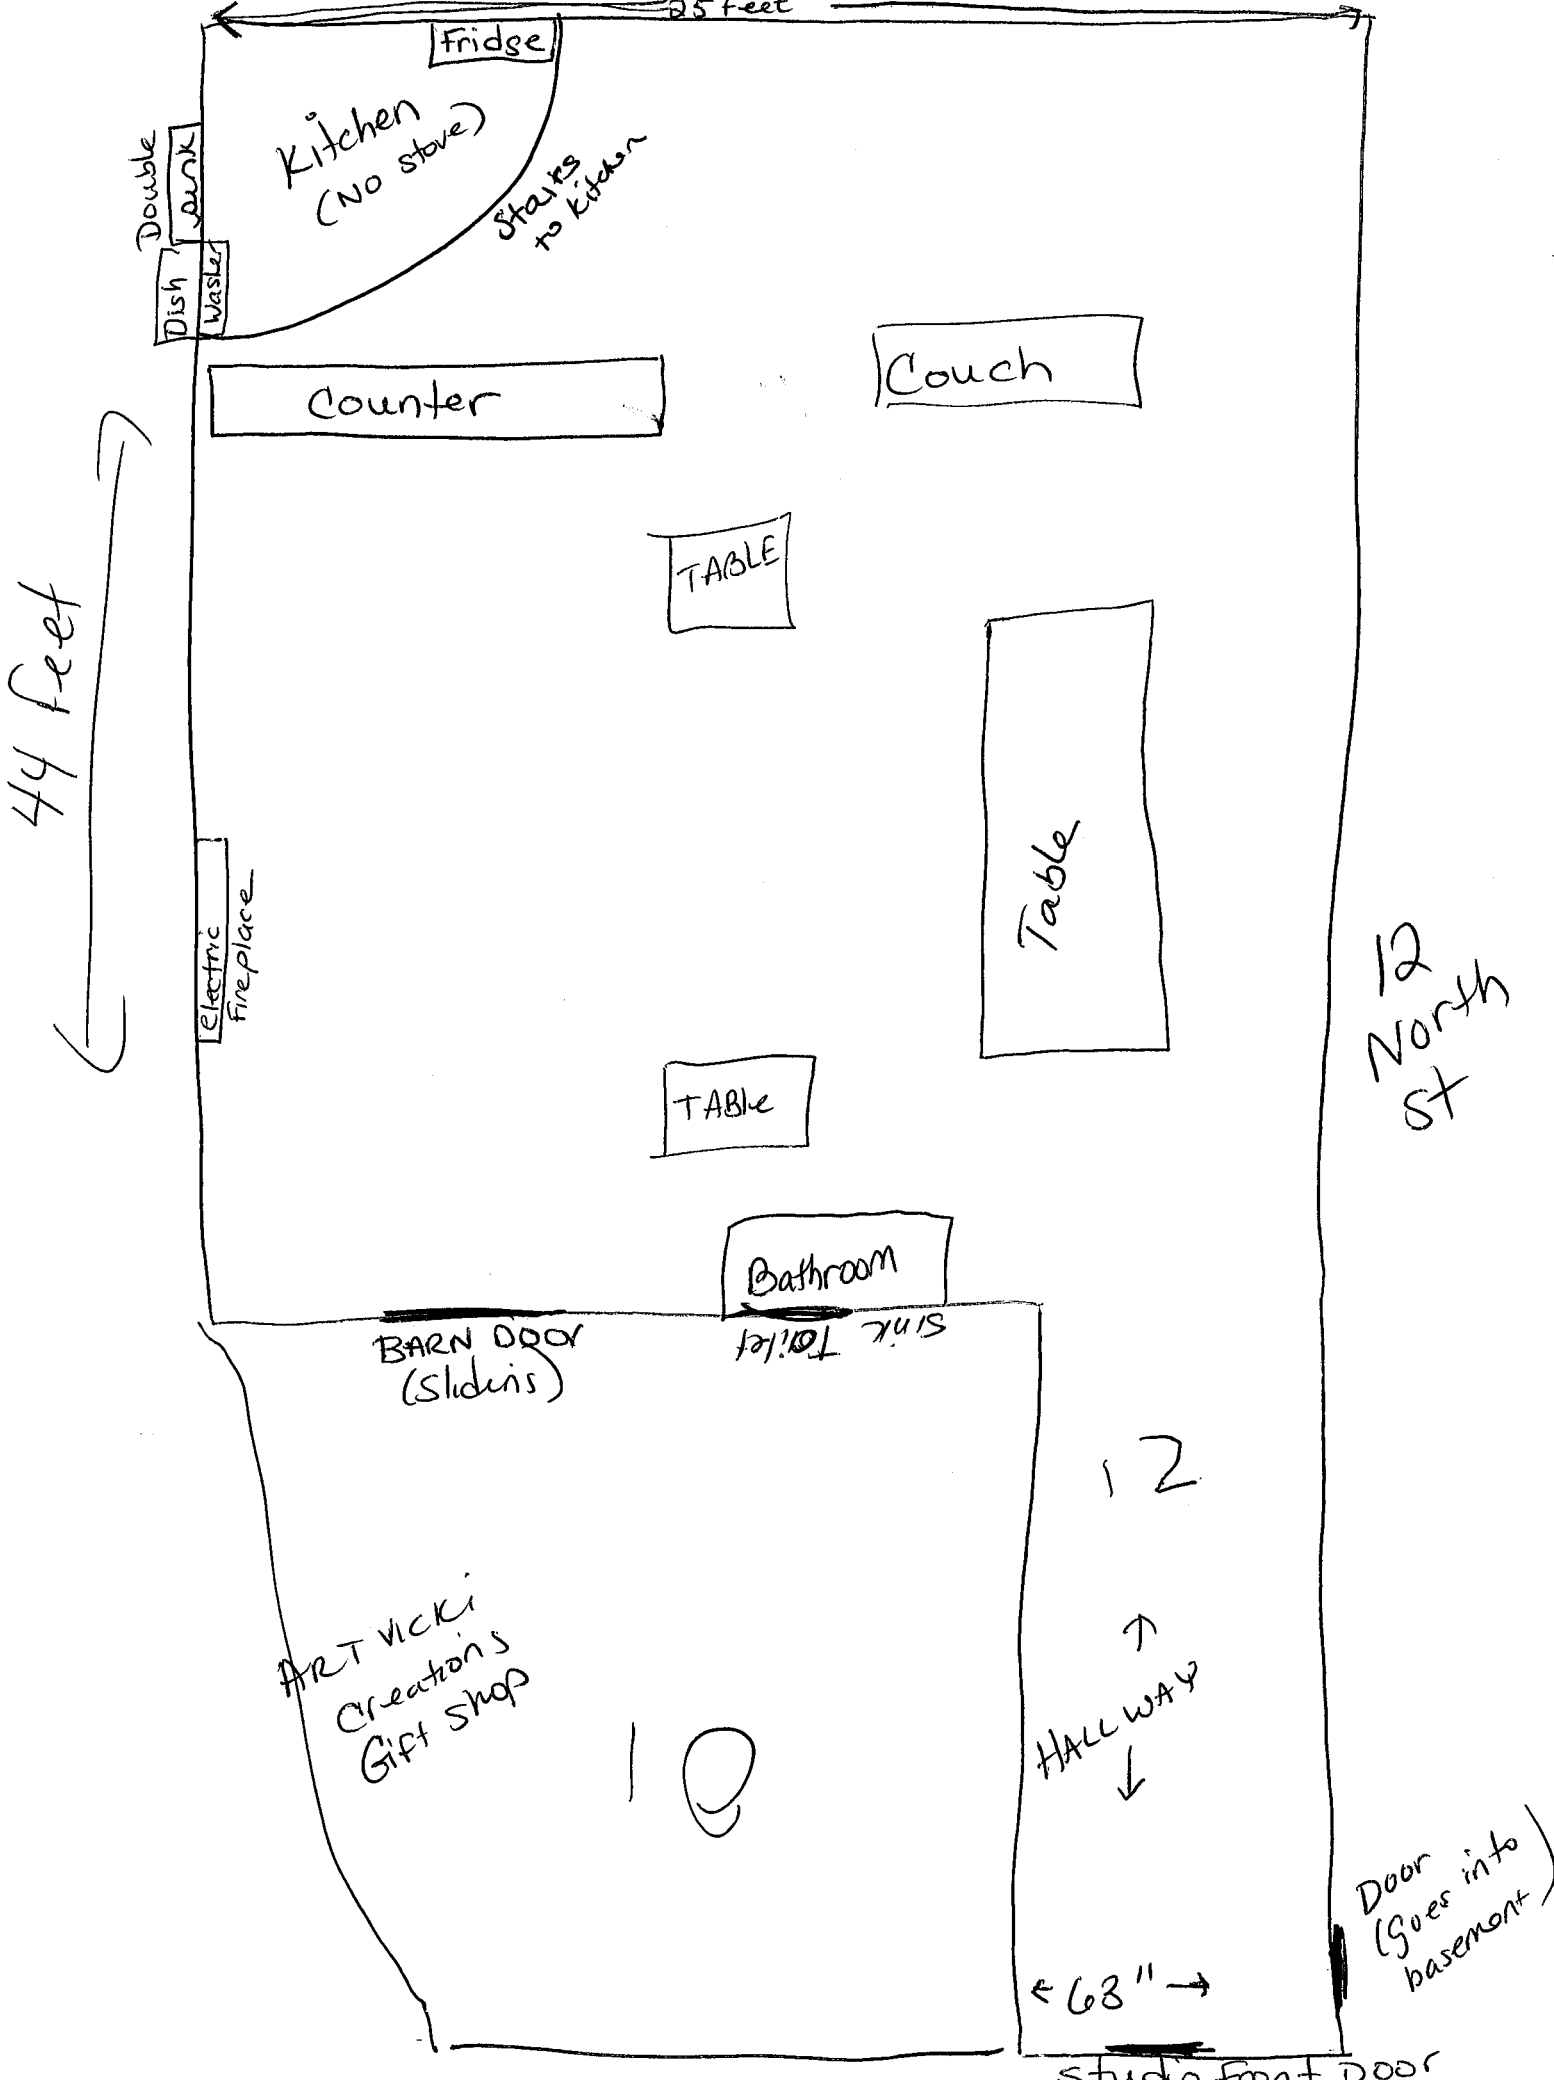 25 feet
Fridge
Kitchen
(NO stove)
Double
sink
Stairs
to kitchen
Dish
Washer
Counter
Couch
44 feet
TABLE
Table
Electric
Fireplace
12
North
St
TABle
Bathroom
Toilet
sink
BARN DOOR
(Sliding)
12
ART VICKi
Creations
Gift Shop
10
HALLWAY
Door
(goes into
basement)
63"
Studio Front Door